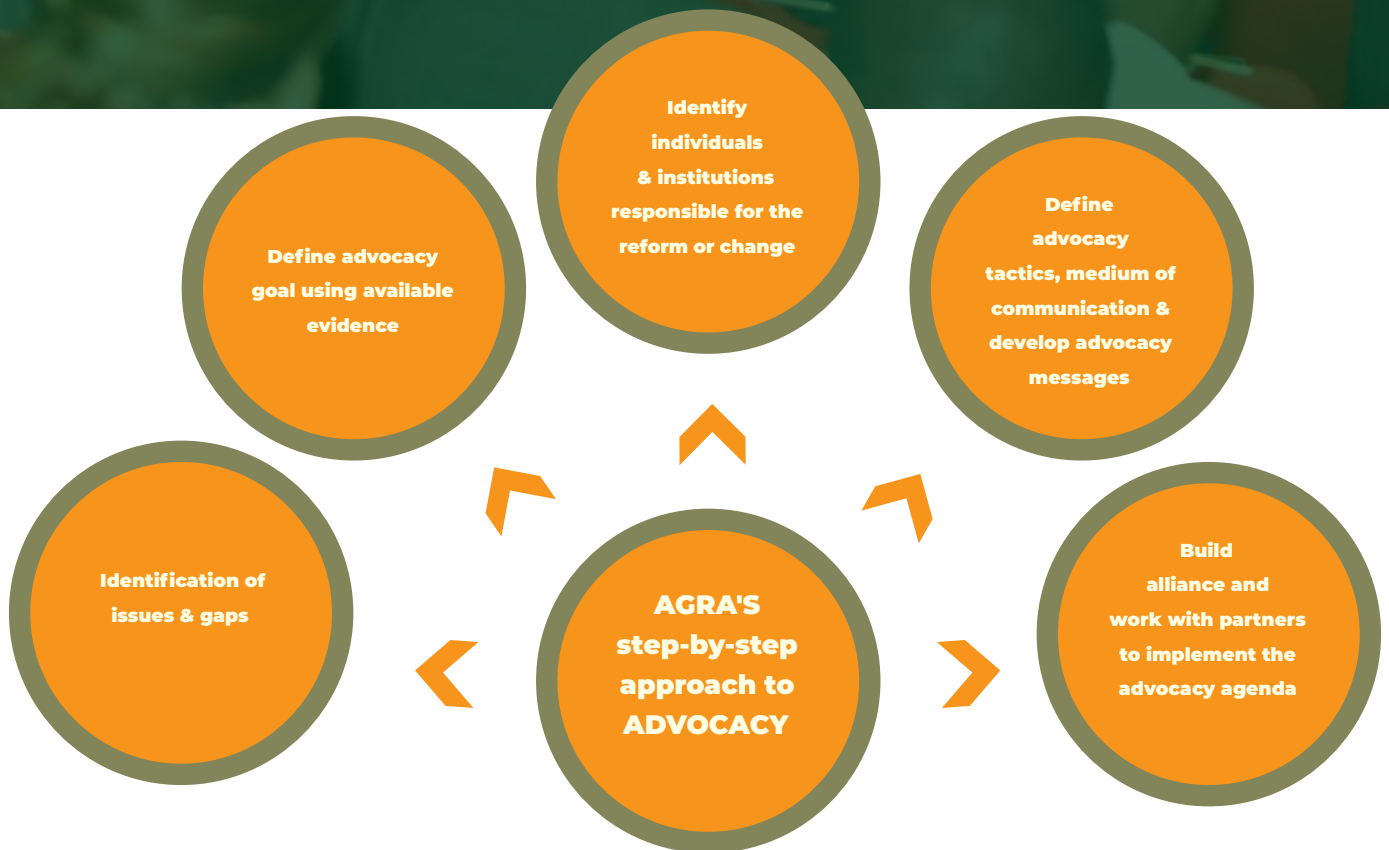 Identify
individuals
& institutions
responsible for the
reform or change
Define advocacy
goal using available
evidence
Define
advocacy
tactics, medium of
communication &
develop advocacy
messages
Identification of
issues & gaps
Build
alliance and
work with partners
to implement the
advocacy agenda
AGRA'S
step-by-step
approach to
ADVOCACY